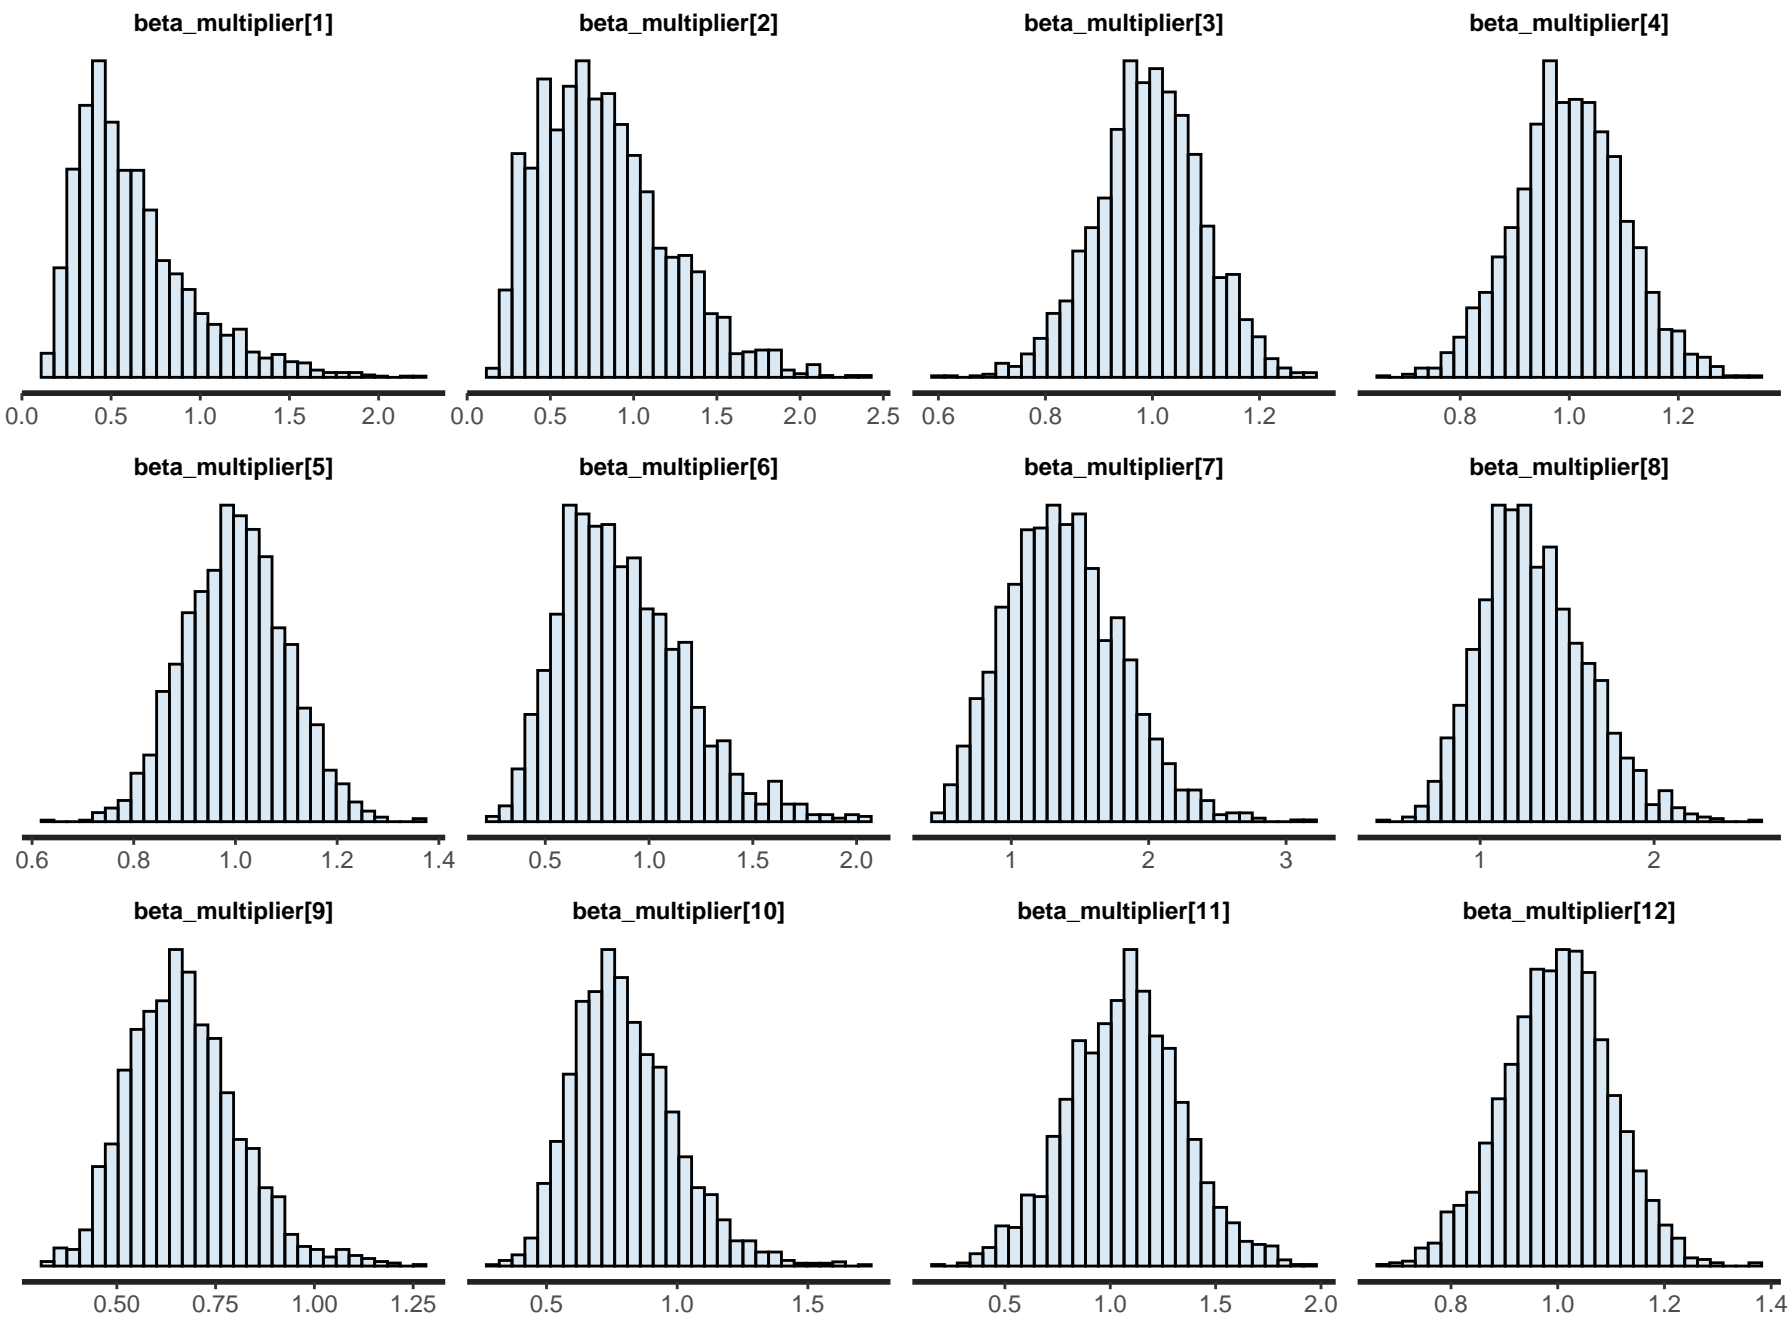 beta_multiplier[1] beta_multiplier[2] beta_multiplier[3] beta_multiplier[4]
0.0 0.5 1.0 1.5 2.0 0.0 0.5 1.0 1.5 2.0 2.5 0.6 0.8 1.0 1.2 0.8 1.0 1.2
beta_multiplier[5] beta_multiplier[6] beta_multiplier[7] beta_multiplier[8]
0.6 0.8 1.0 1.2 1.4 0.5 1.0 1.5 2.0 1 2 3 1 2
beta_multiplier[9] beta_multiplier[10] beta_multiplier[11] beta_multiplier[12]
0.50 0.75 1.00 1.25 0.5 1.0 1.5 0.5 1.0 1.5 2.0 0.8 1.0 1.2 1.4